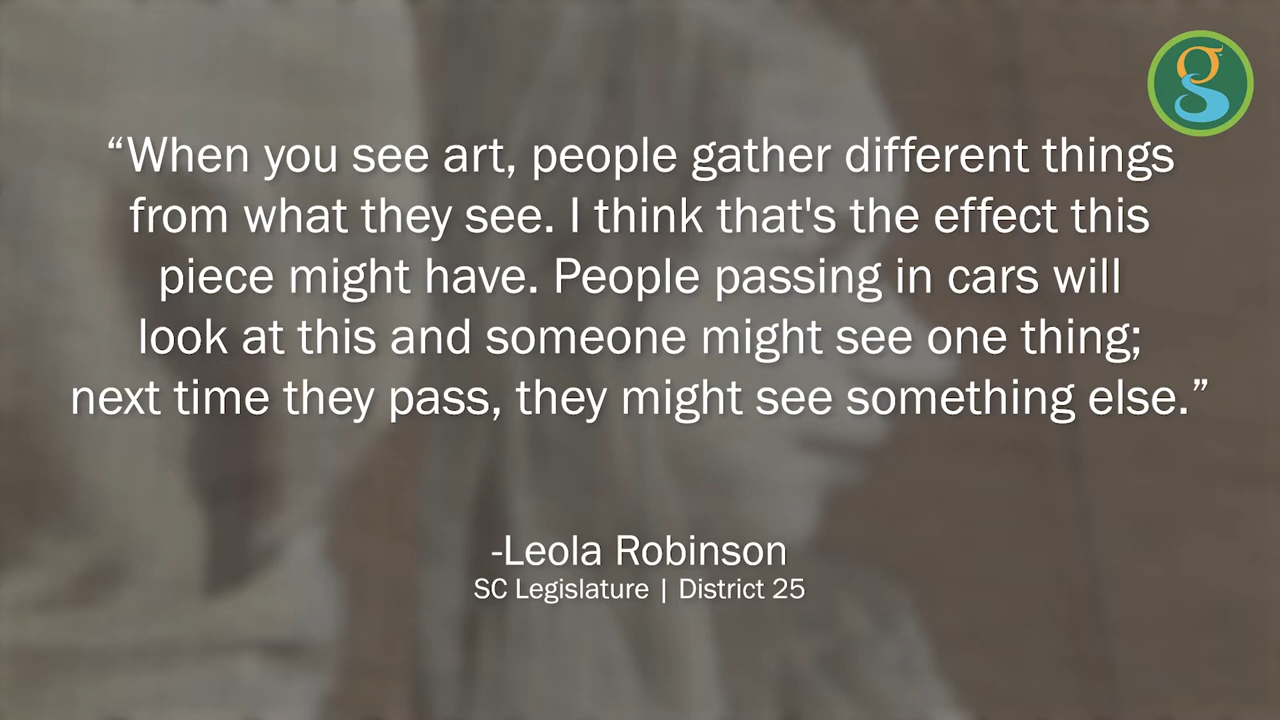 “When you see art, people gather different things
from what they see. I think that's the effect this
piece might have. People passing in cars will
look at this and someone might see one thing;
next time they pass, they might see something else.”
-Leola Robinson
SC Legislature | District 25